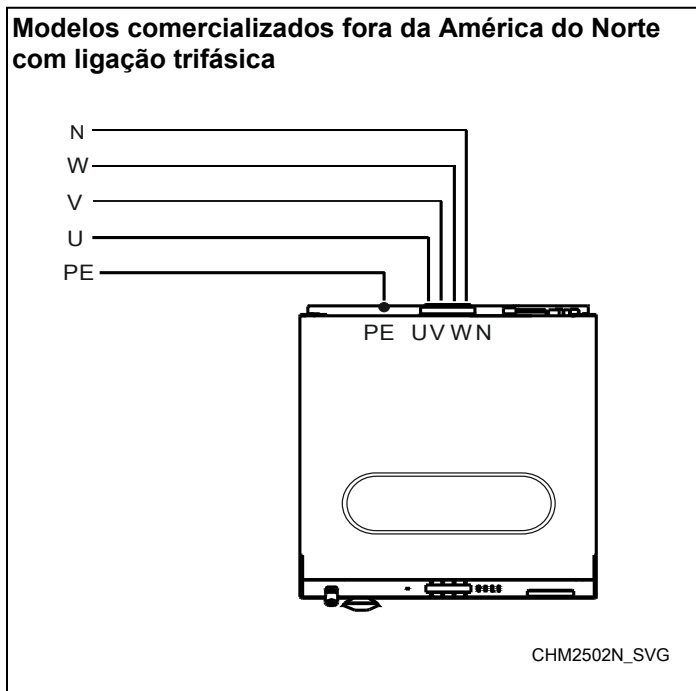 Modelos comercializados fora da América do Norte
com ligação trifásica
N
W
V
U
PE
PE UVWN
CHM2502N_SVG